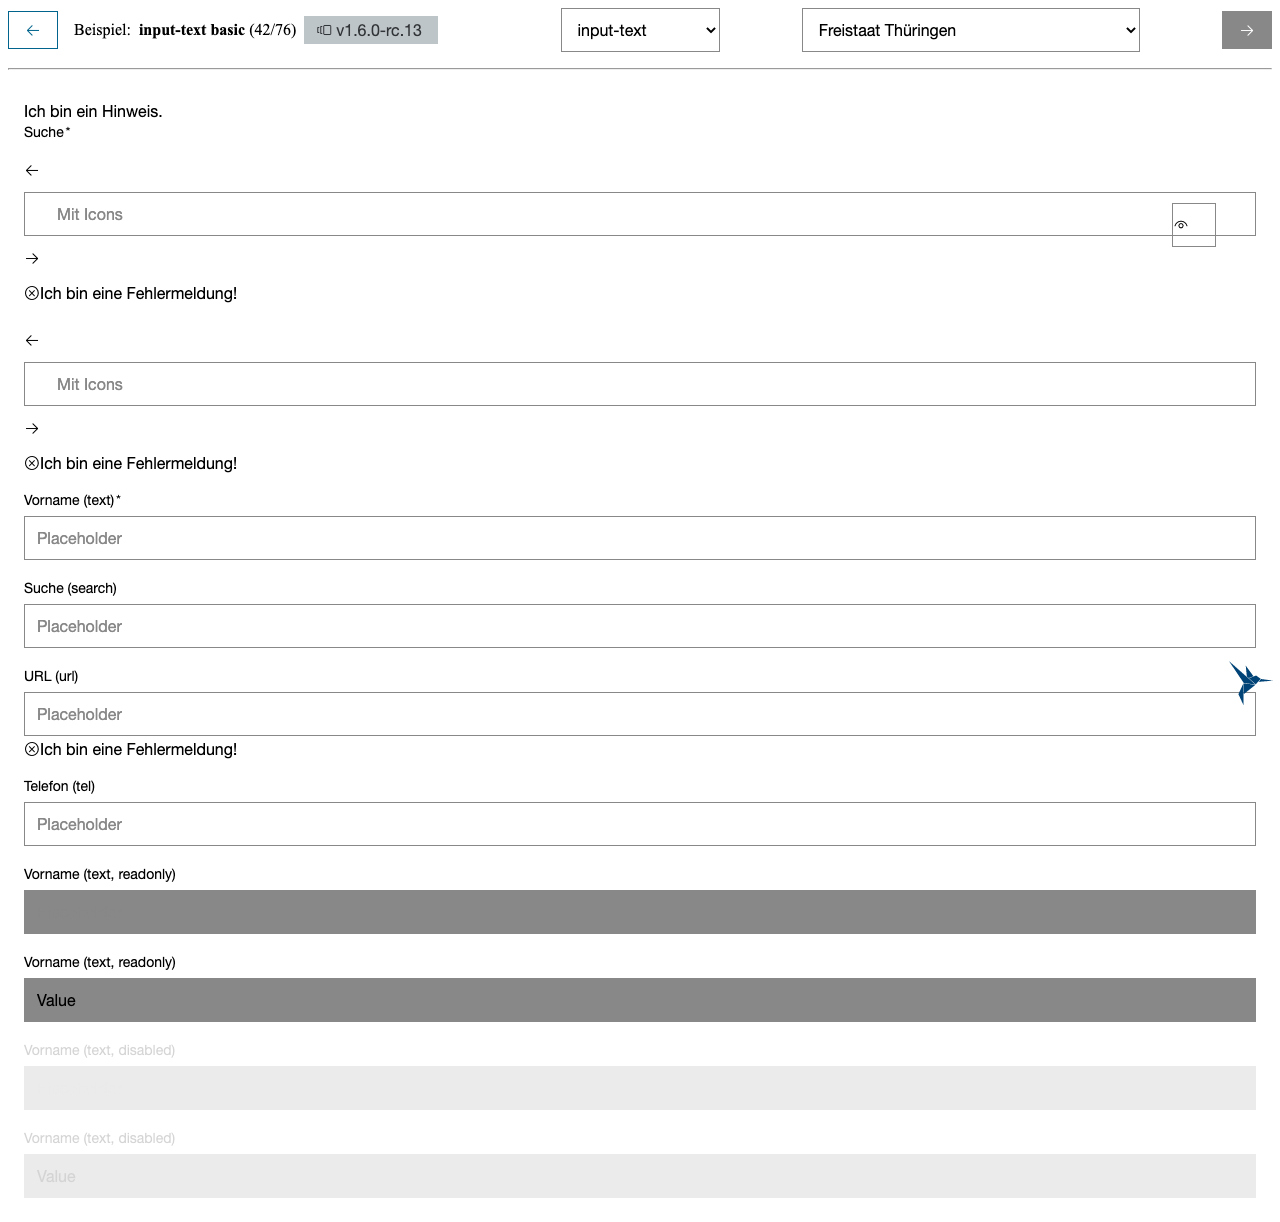 Beispiel: input-text basic (42/76) v1.6.0-rc.13 input-text Freistaat Thüringen
Ich bin ein Hinweis.
Suche*
Mit Icons
Ich bin eine Fehlermeldung!
Mit Icons
Ich bin eine Fehlermeldung!
Vorname (text)*
Placeholder
Suche (search)
Placeholder
URL (url)
Placeholder
Ich bin eine Fehlermeldung!
Telefon (tel)
Placeholder
Vorname (text, readonly)
Vorname (text, readonly)
Value
Vorname (text, disabled)
Vorname (text, disabled)
Value